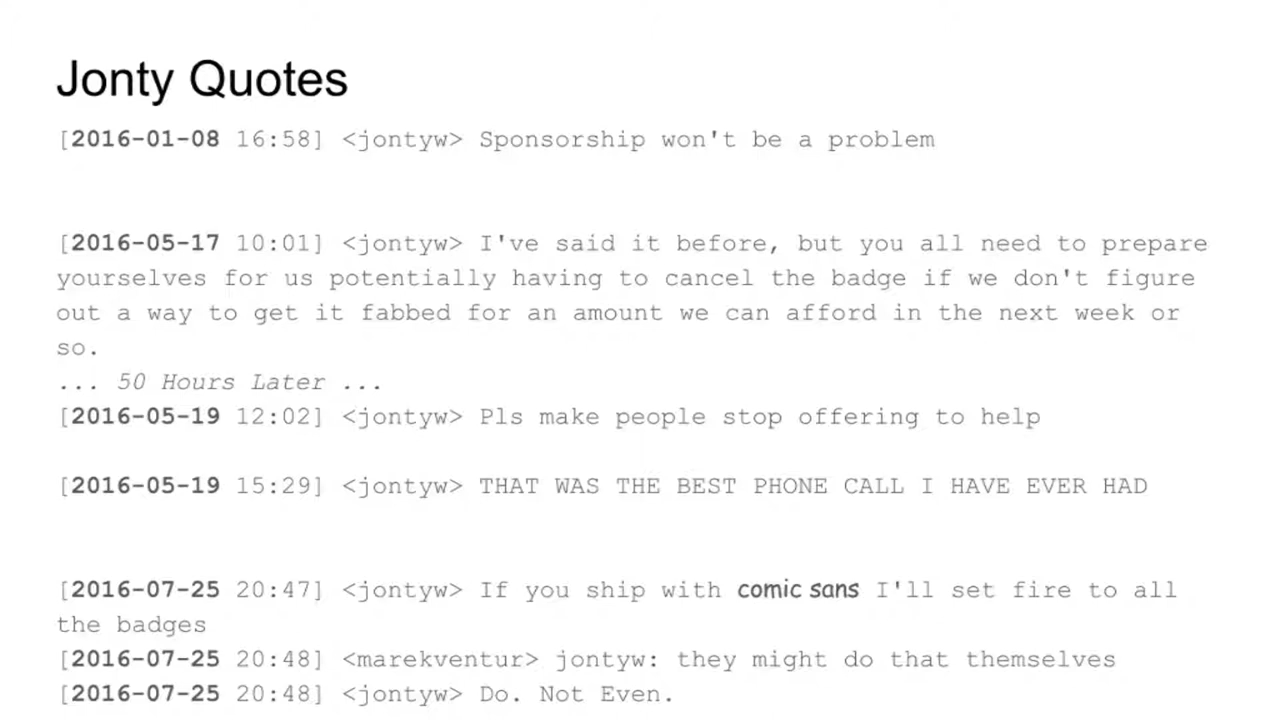 Jonty Quotes
[2016-01-08 16:58] <jontyw> Sponsorship won't be a problem
[2016-05-17 10:01] <jontyw> I've said it before, but you all need to prepare
yourselves for us potentially having to cancel the badge if we don't figure
out a way to get it fabbed for an amount we can afford in the next week or
so.
... 50 Hours Later ...
[2016-05-19 12:02] <jontyw> Pls make people stop offering to help
[2016-05-19 15:29] <jontyw> THAT WAS THE BEST PHONE CALL I HAVE EVER HAD
[2016-07-25 20:47] <jontyw> If you ship with comic sans I'll set fire to all
the badges
[2016-07-25 20:48] <marekventur> jontyw: they might do that themselves
[2016-07-25 20:48] <jontyw> Do. Not Even.